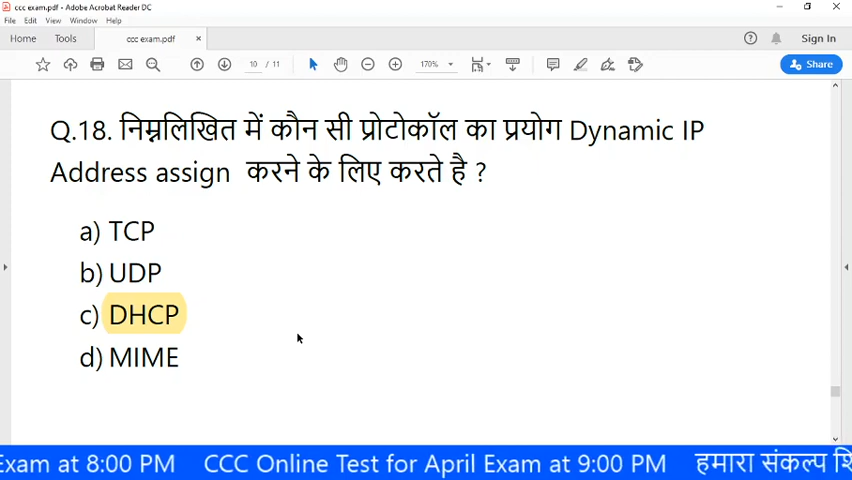 ccc exam.pdf - Adobe Acrobat Reader DC
File Edit View Window Help
Home Tools ccc exam.pdf × Sign In
10 / 11 170% Share
Q.18. निम्नलिखित में कौन सी प्रोटोकॉल का प्रयोग Dynamic IP
Address assign करने के लिए करते है ?
a) TCP
b) UDP
c) DHCP
d) MIME
Exam at 8:00 PM CCC Online Test for April Exam at 9:00 PM हमारा संकल्प